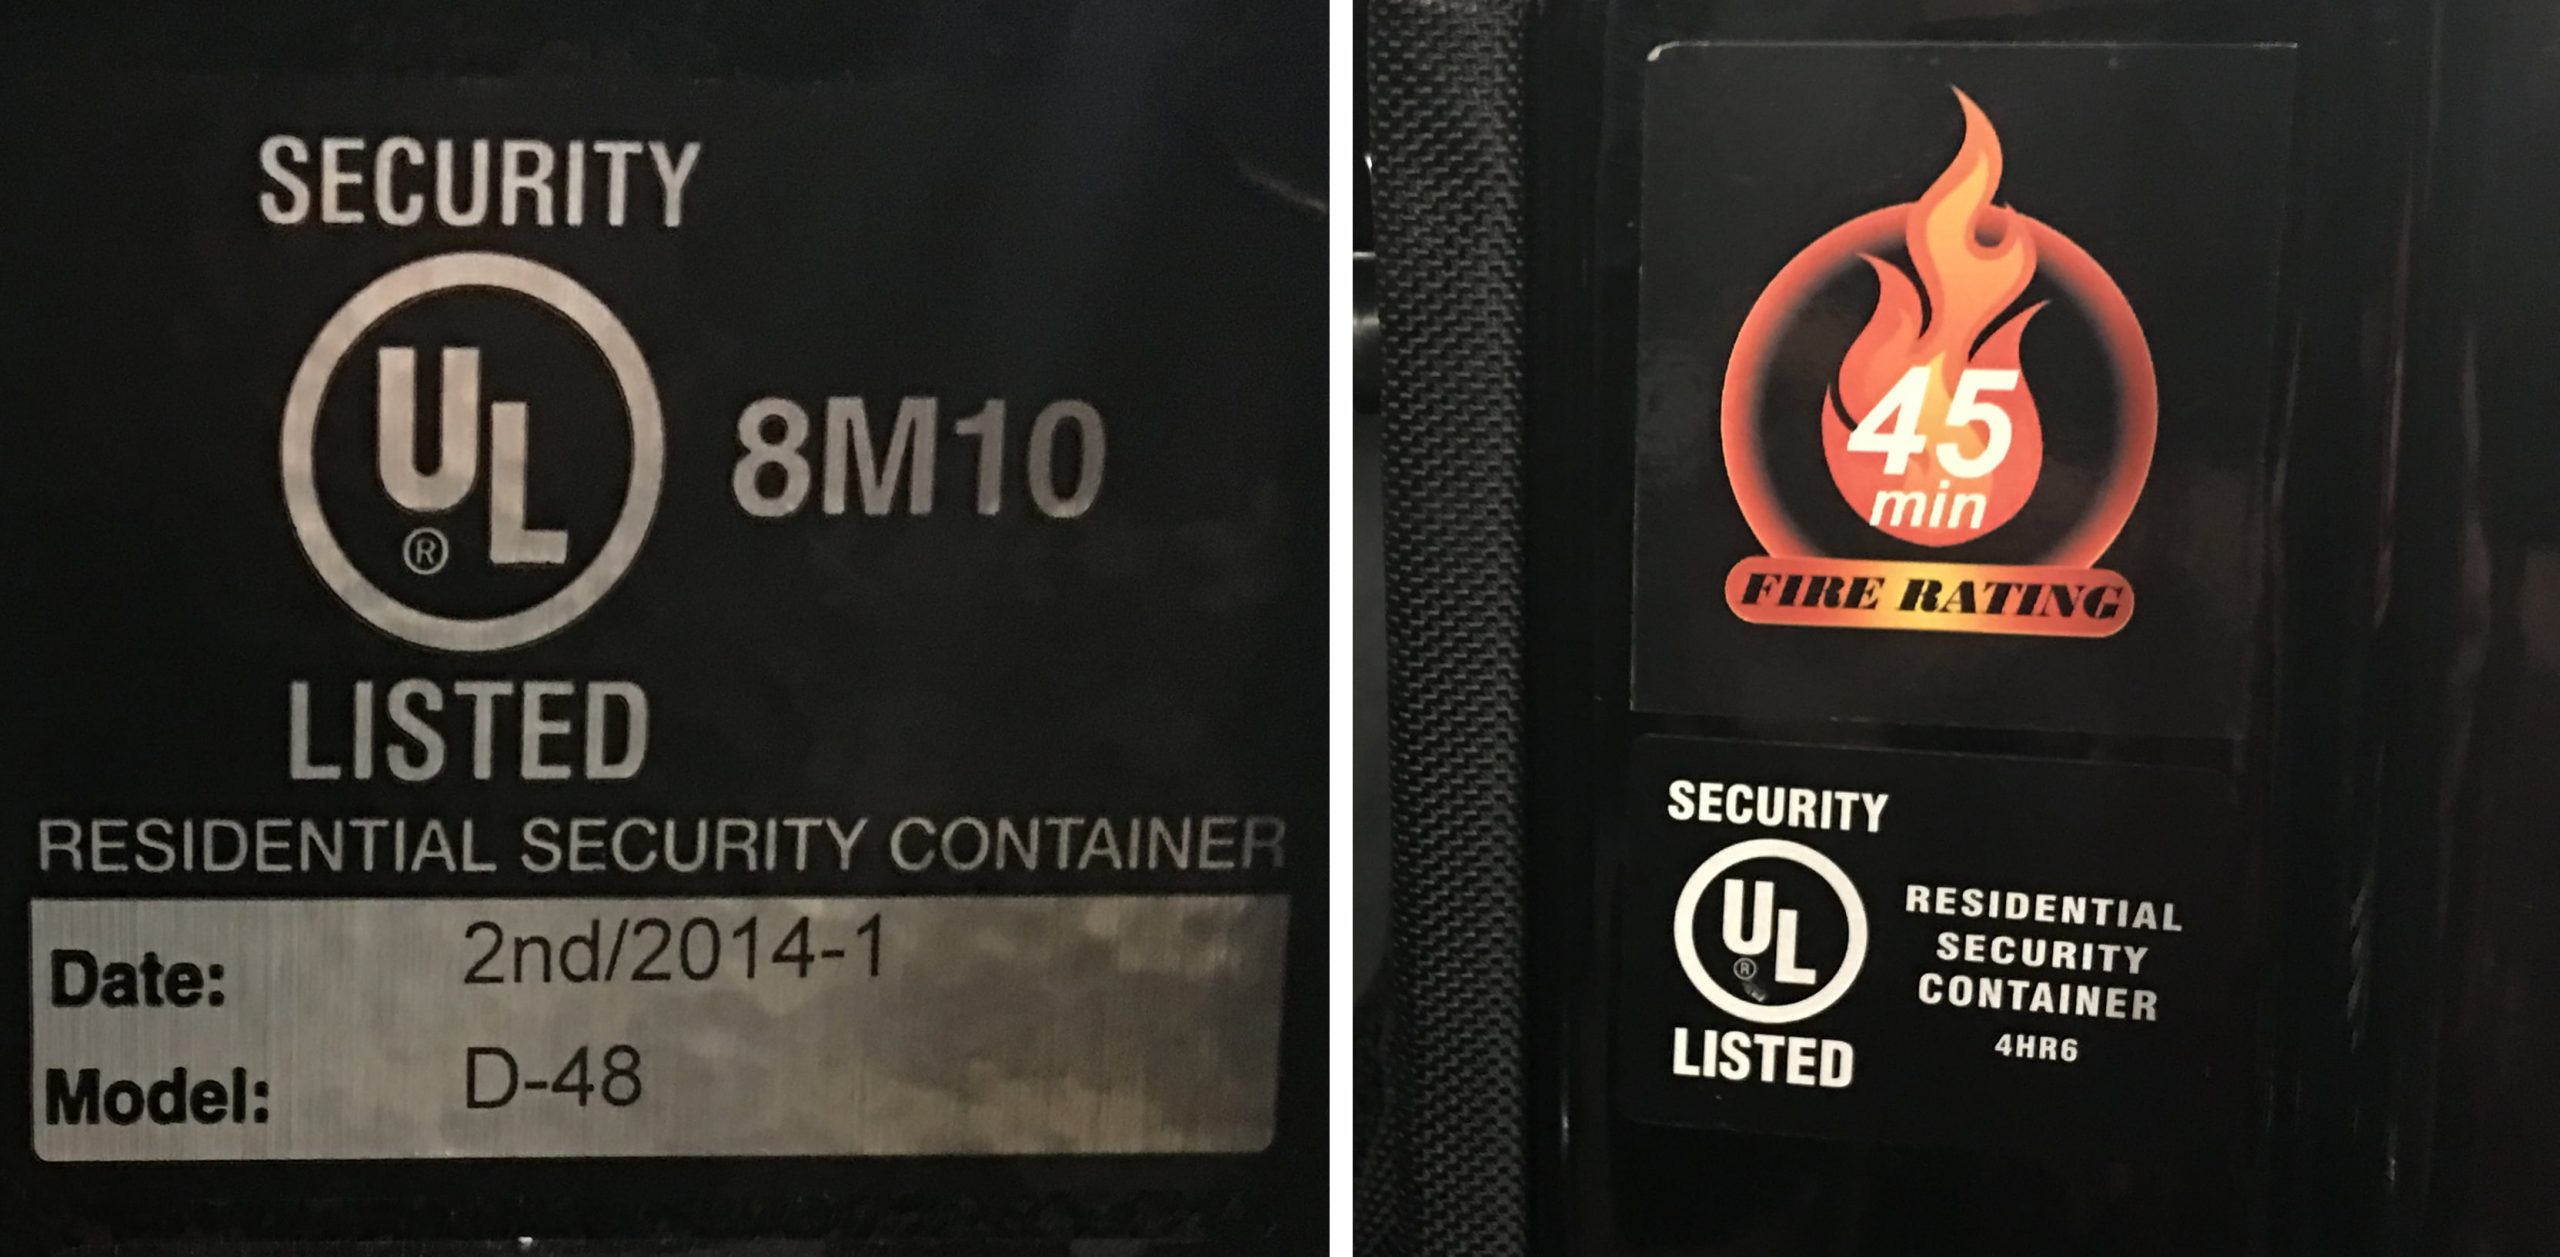 SECURITY
UL
®
8M10
LISTED
RESIDENTIAL SECURITY CONTAINER
Date: 2nd/2014-1
Model: D-48
45
min
FIRE RATING
SECURITY
UL
®
LISTED
RESIDENTIAL
SECURITY
CONTAINER
4HR6